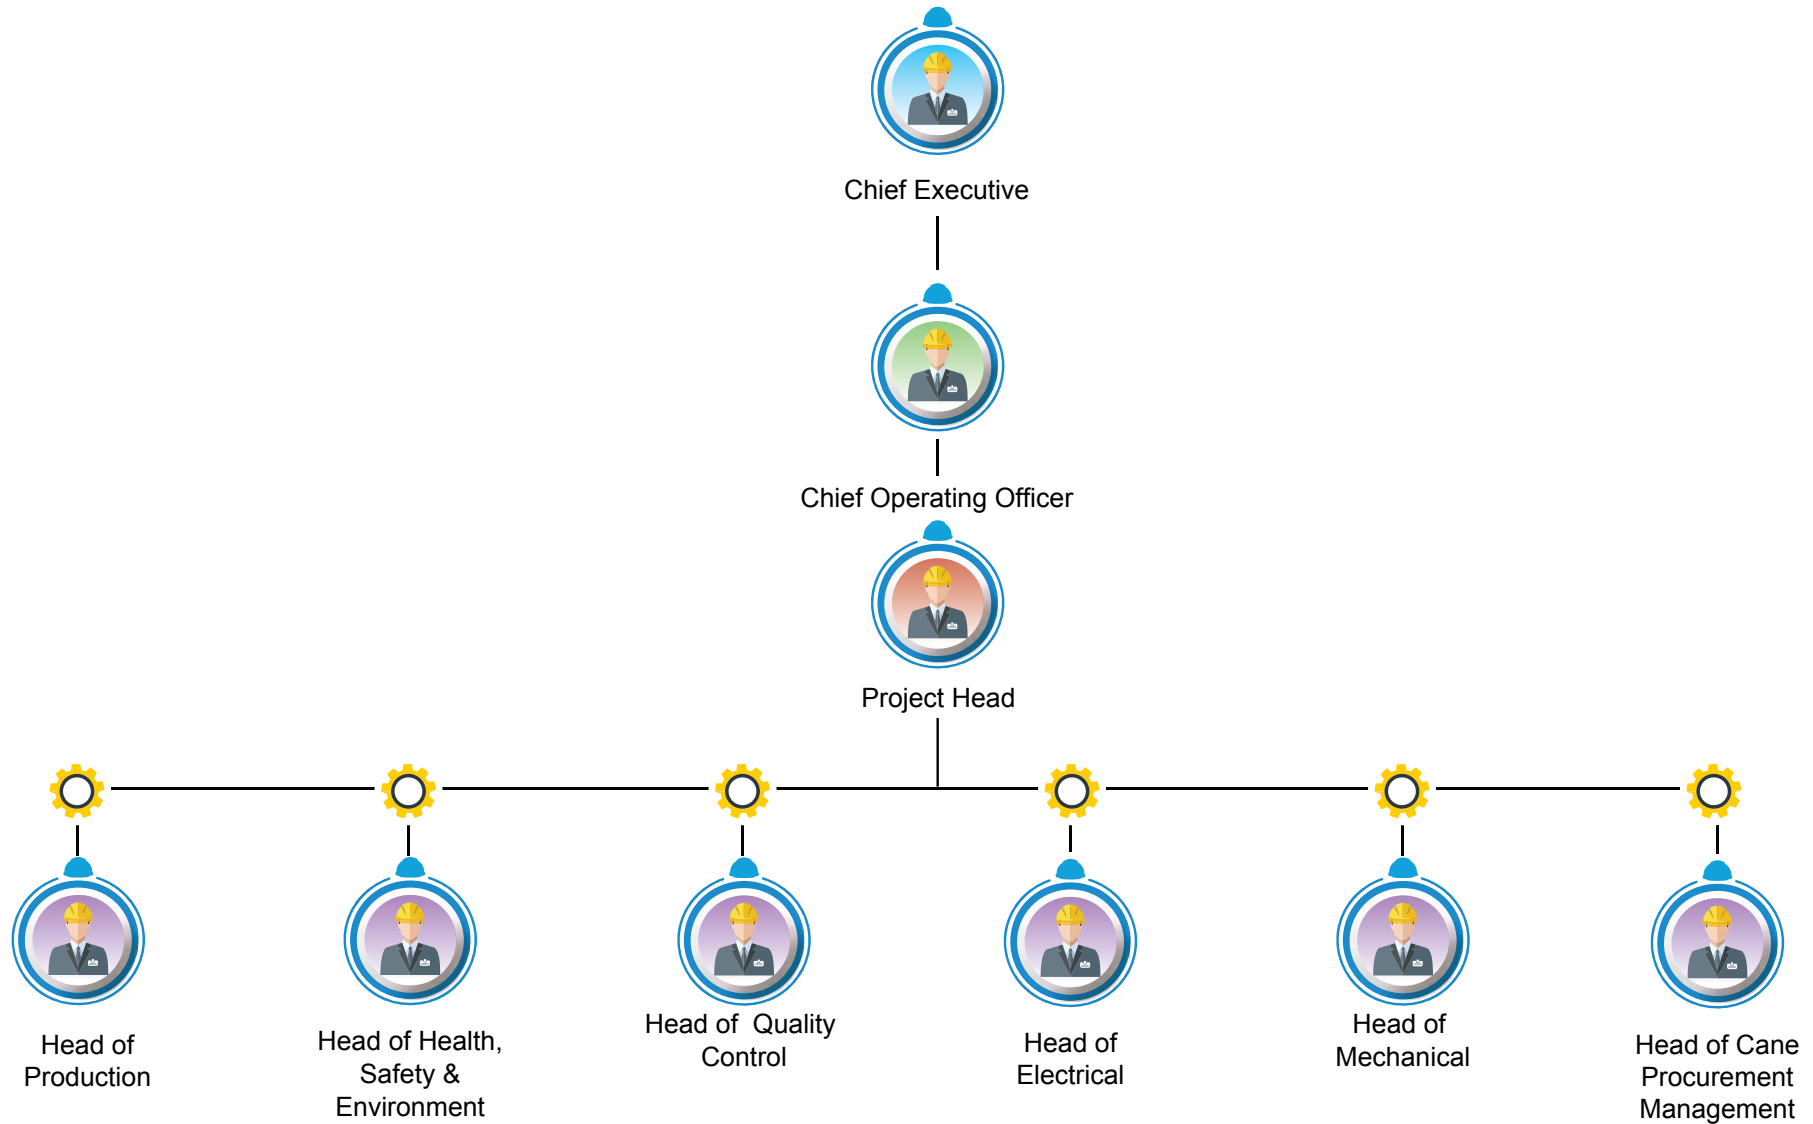 Chief Executive
Chief Operating Officer
Project Head
Head of
Production
Head of Health,
Safety &
Environment
Head of  Quality
Control
Head of
Electrical
Head of
Mechanical
Head of Cane
Procurement
Management